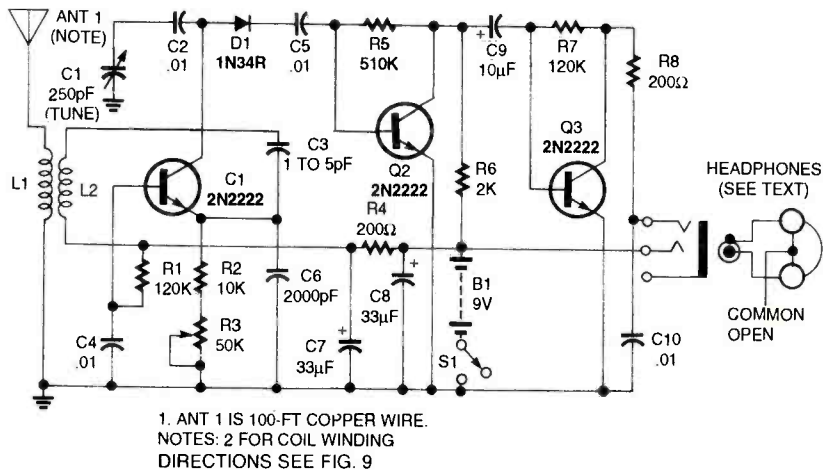 ANT 1
(NOTE)
C2
.01
D1
1N34R
C5
.01
R5
510K
+
C9
10µF
R7
120K
R8
200Ω
C1
250pF
(TUNE)
L1
L2
C3
1 TO 5pF
C1
2N2222
Q2
2N2222
R6
2K
Q3
2N2222
HEADPHONES
(SEE TEXT)
R4
200Ω
R1
120K
R2
10K
C6
2000pF
+
C8
33µF
B1
9V
COMMON
OPEN
C4
.01
R3
50K
+
C7
33µF
S1
C10
.01
1. ANT 1 IS 100-FT COPPER WIRE.
NOTES: 2 FOR COIL WINDING
DIRECTIONS SEE FIG. 9